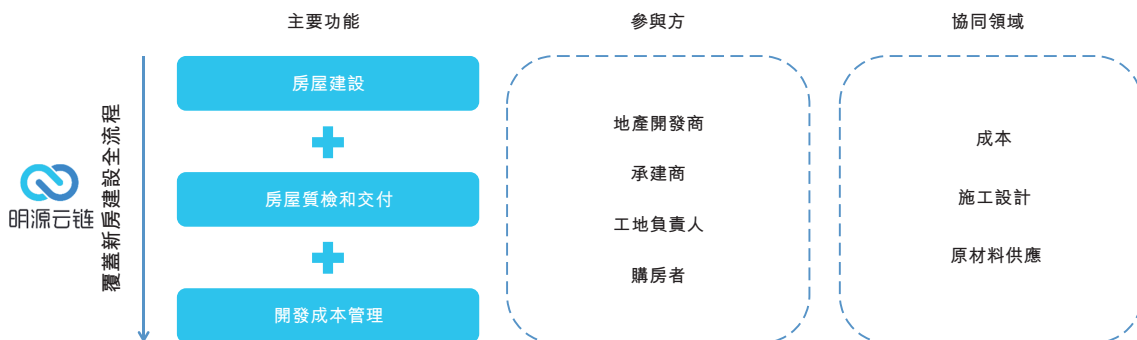 主要功能
參與方
協同領域
明源云链
覆蓋新房建設全流程
房屋建設
房屋質檢和交付
開發成本管理
地產開發商
承建商
工地負責人
購房者
成本
施工設計
原材料供應